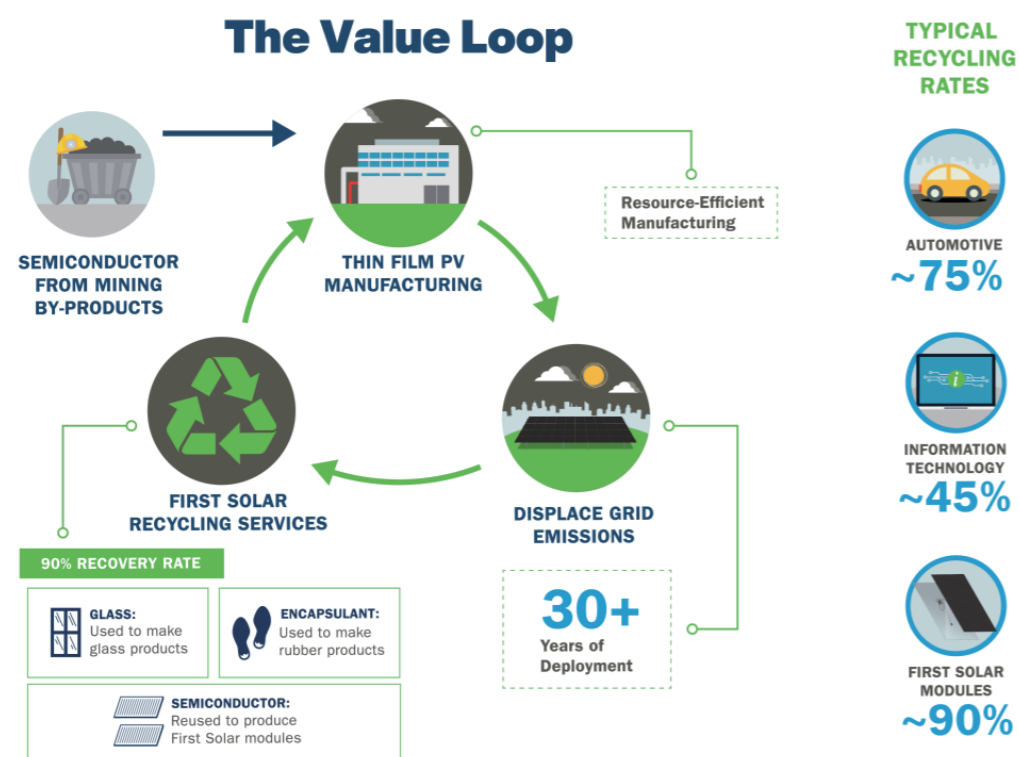 The Value Loop
SEMICONDUCTOR
FROM MINING
BY-PRODUCTS
THIN FILM PV
MANUFACTURING
Resource-Efficient
Manufacturing
FIRST SOLAR
RECYCLING SERVICES
DISPLACE GRID
EMISSIONS
90% RECOVERY RATE
GLASS:
Used to make
glass products
ENCAPSULANT:
Used to make
rubber products
SEMICONDUCTOR:
Reused to produce
First Solar modules
30+
Years of
Deployment
TYPICAL
RECYCLING
RATES
AUTOMOTIVE
~75%
i
INFORMATION
TECHNOLOGY
~45%
FIRST SOLAR
MODULES
~90%